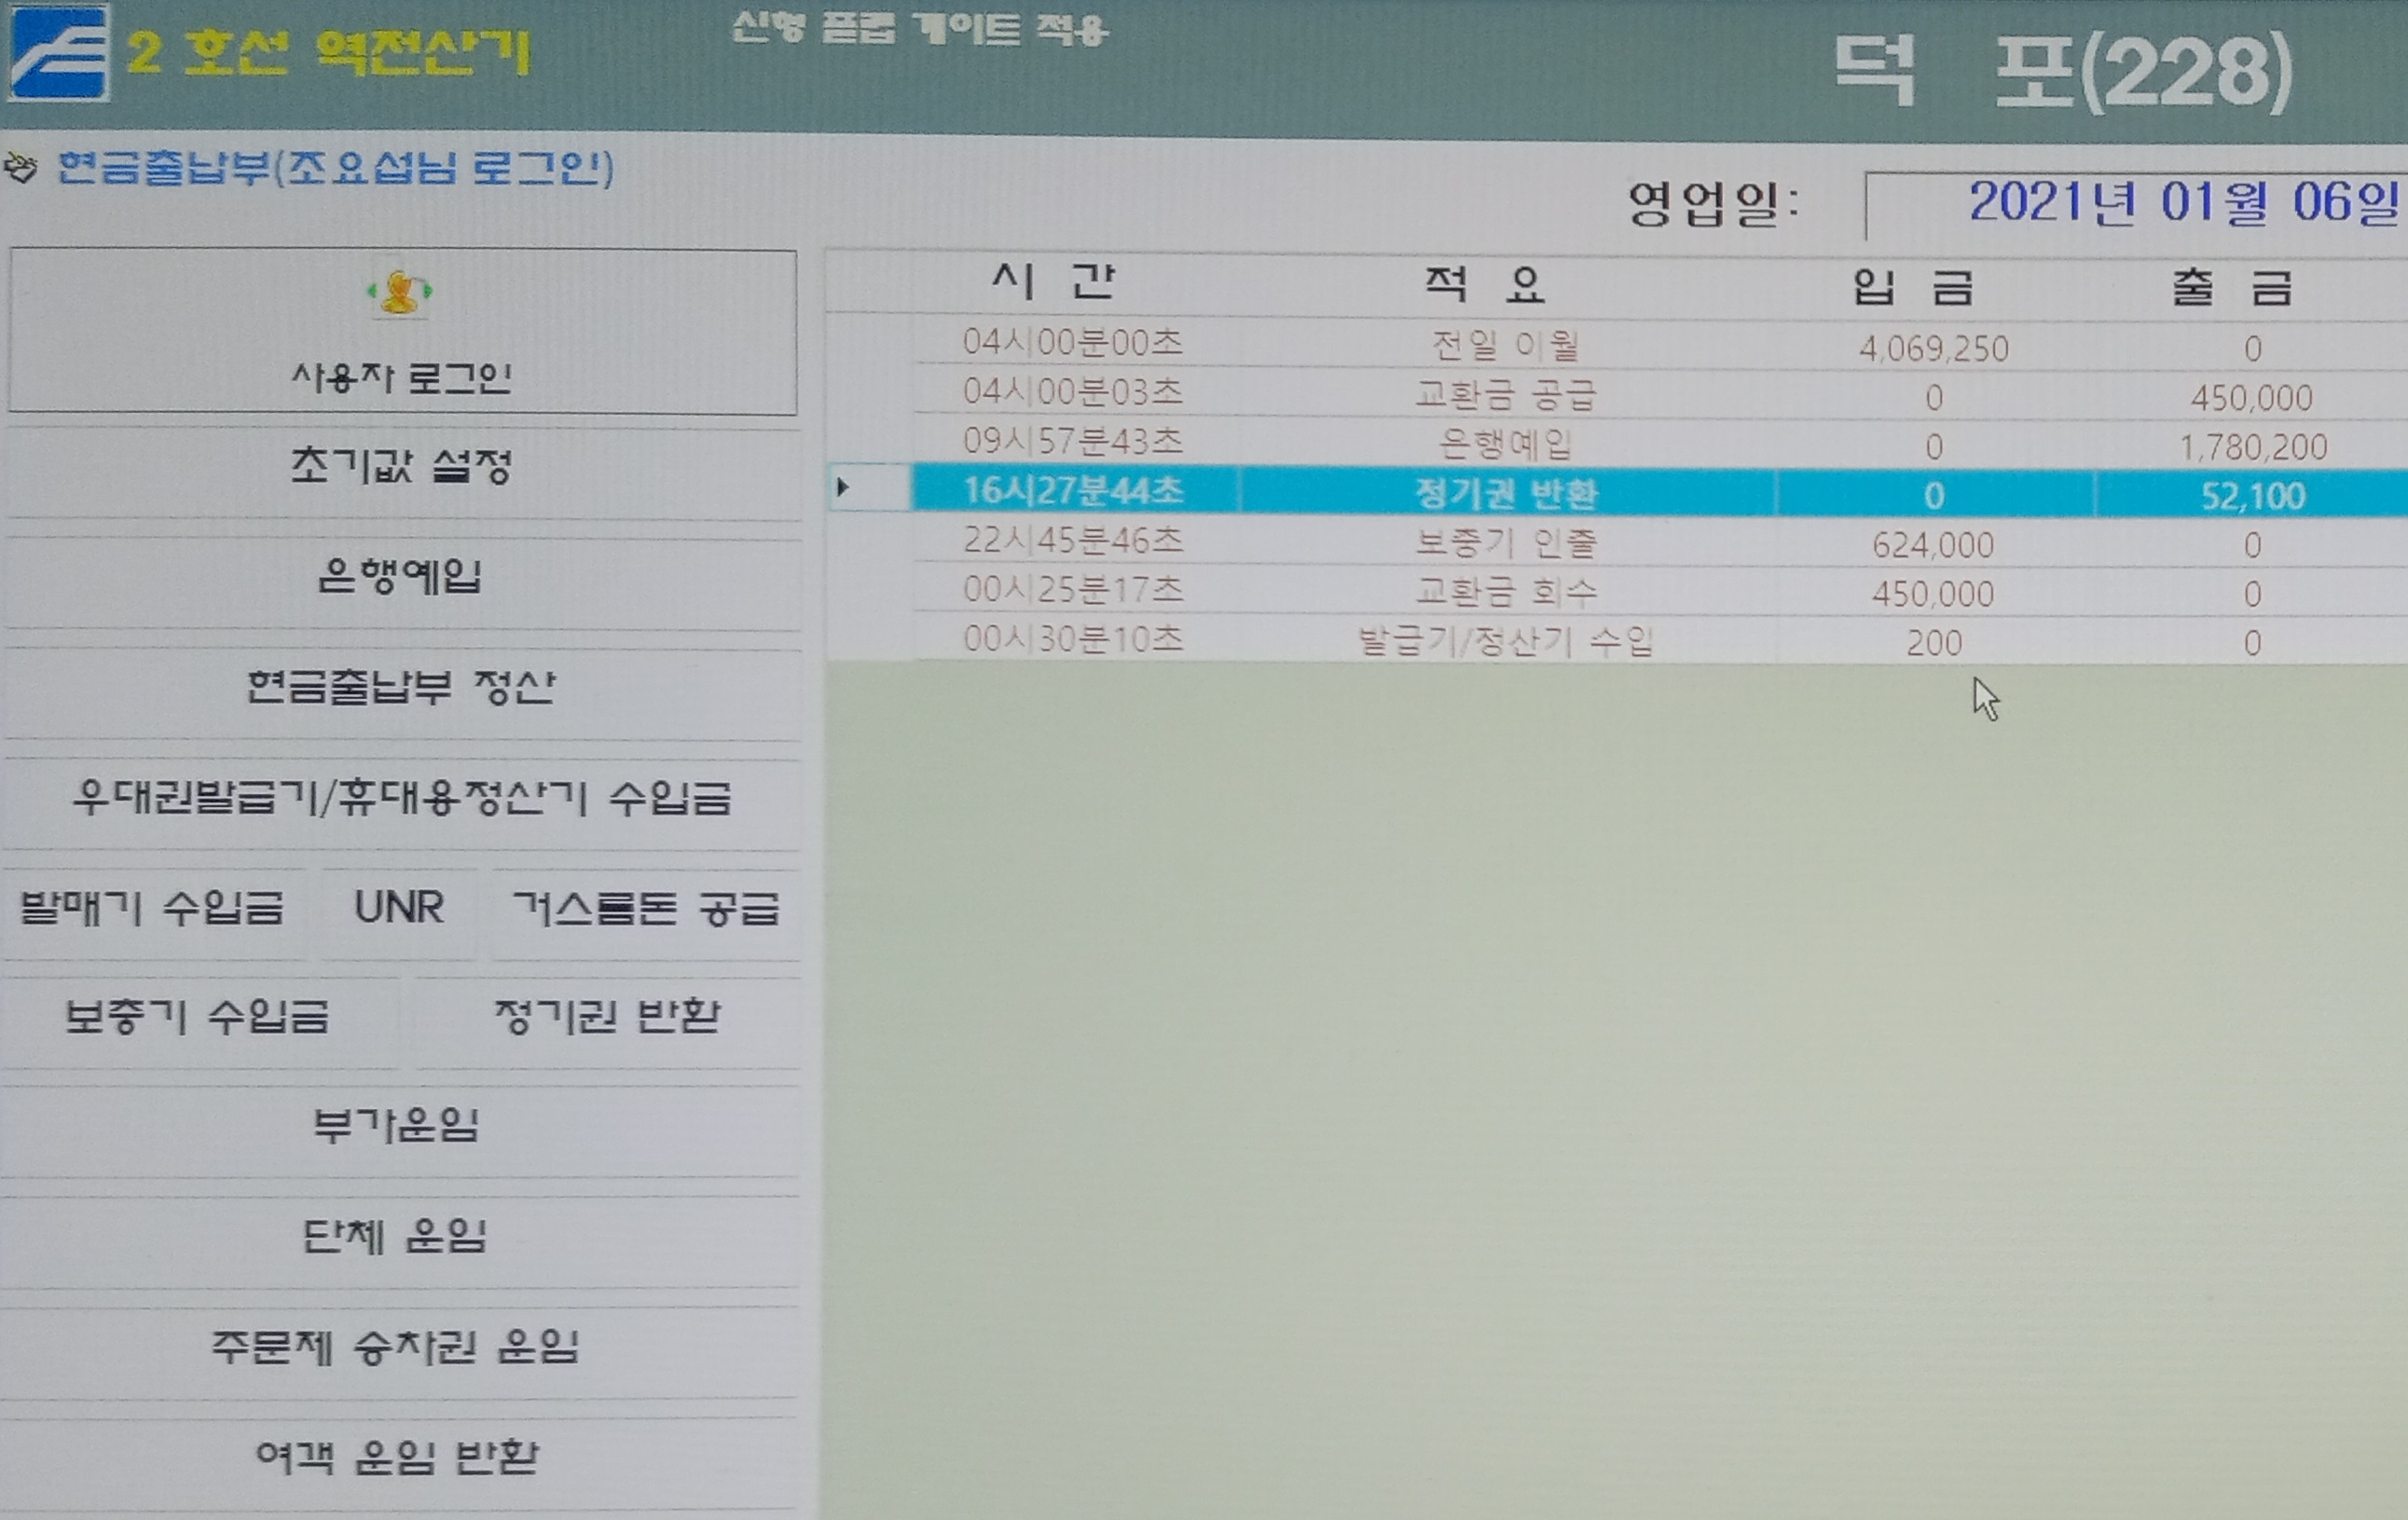 2 호선 역전산기
신형 플랩 게이트 적용
덕 포(228)
현금출납부(조요섭님 로그인)
영업일: 2021년 01월 06일
사용자 로그인
초기값 설정
은행예입
현금출납부 정산
우대권발급기/휴대용정산기 수입금
발매기 수입금 UNR 거스름돈 공급
보충기 수입금 정기권 반환
부가운임
단체 운임
주문제 승차권 운임
여객 운임 반환
시 간 적 요 입 금 출 금
04시00분00초 전일 이월 4,069,250 0
04시00분03초 교환금 공급 0 450,000
09시57분43초 은행예입 0 1,780,200
16시27분44초 정기권 반환 0 52,100
22시45분46초 보충기 인출 624,000 0
00시25분17초 교환금 회수 450,000 0
00시30분10초 발급기/정산기 수입 200 0